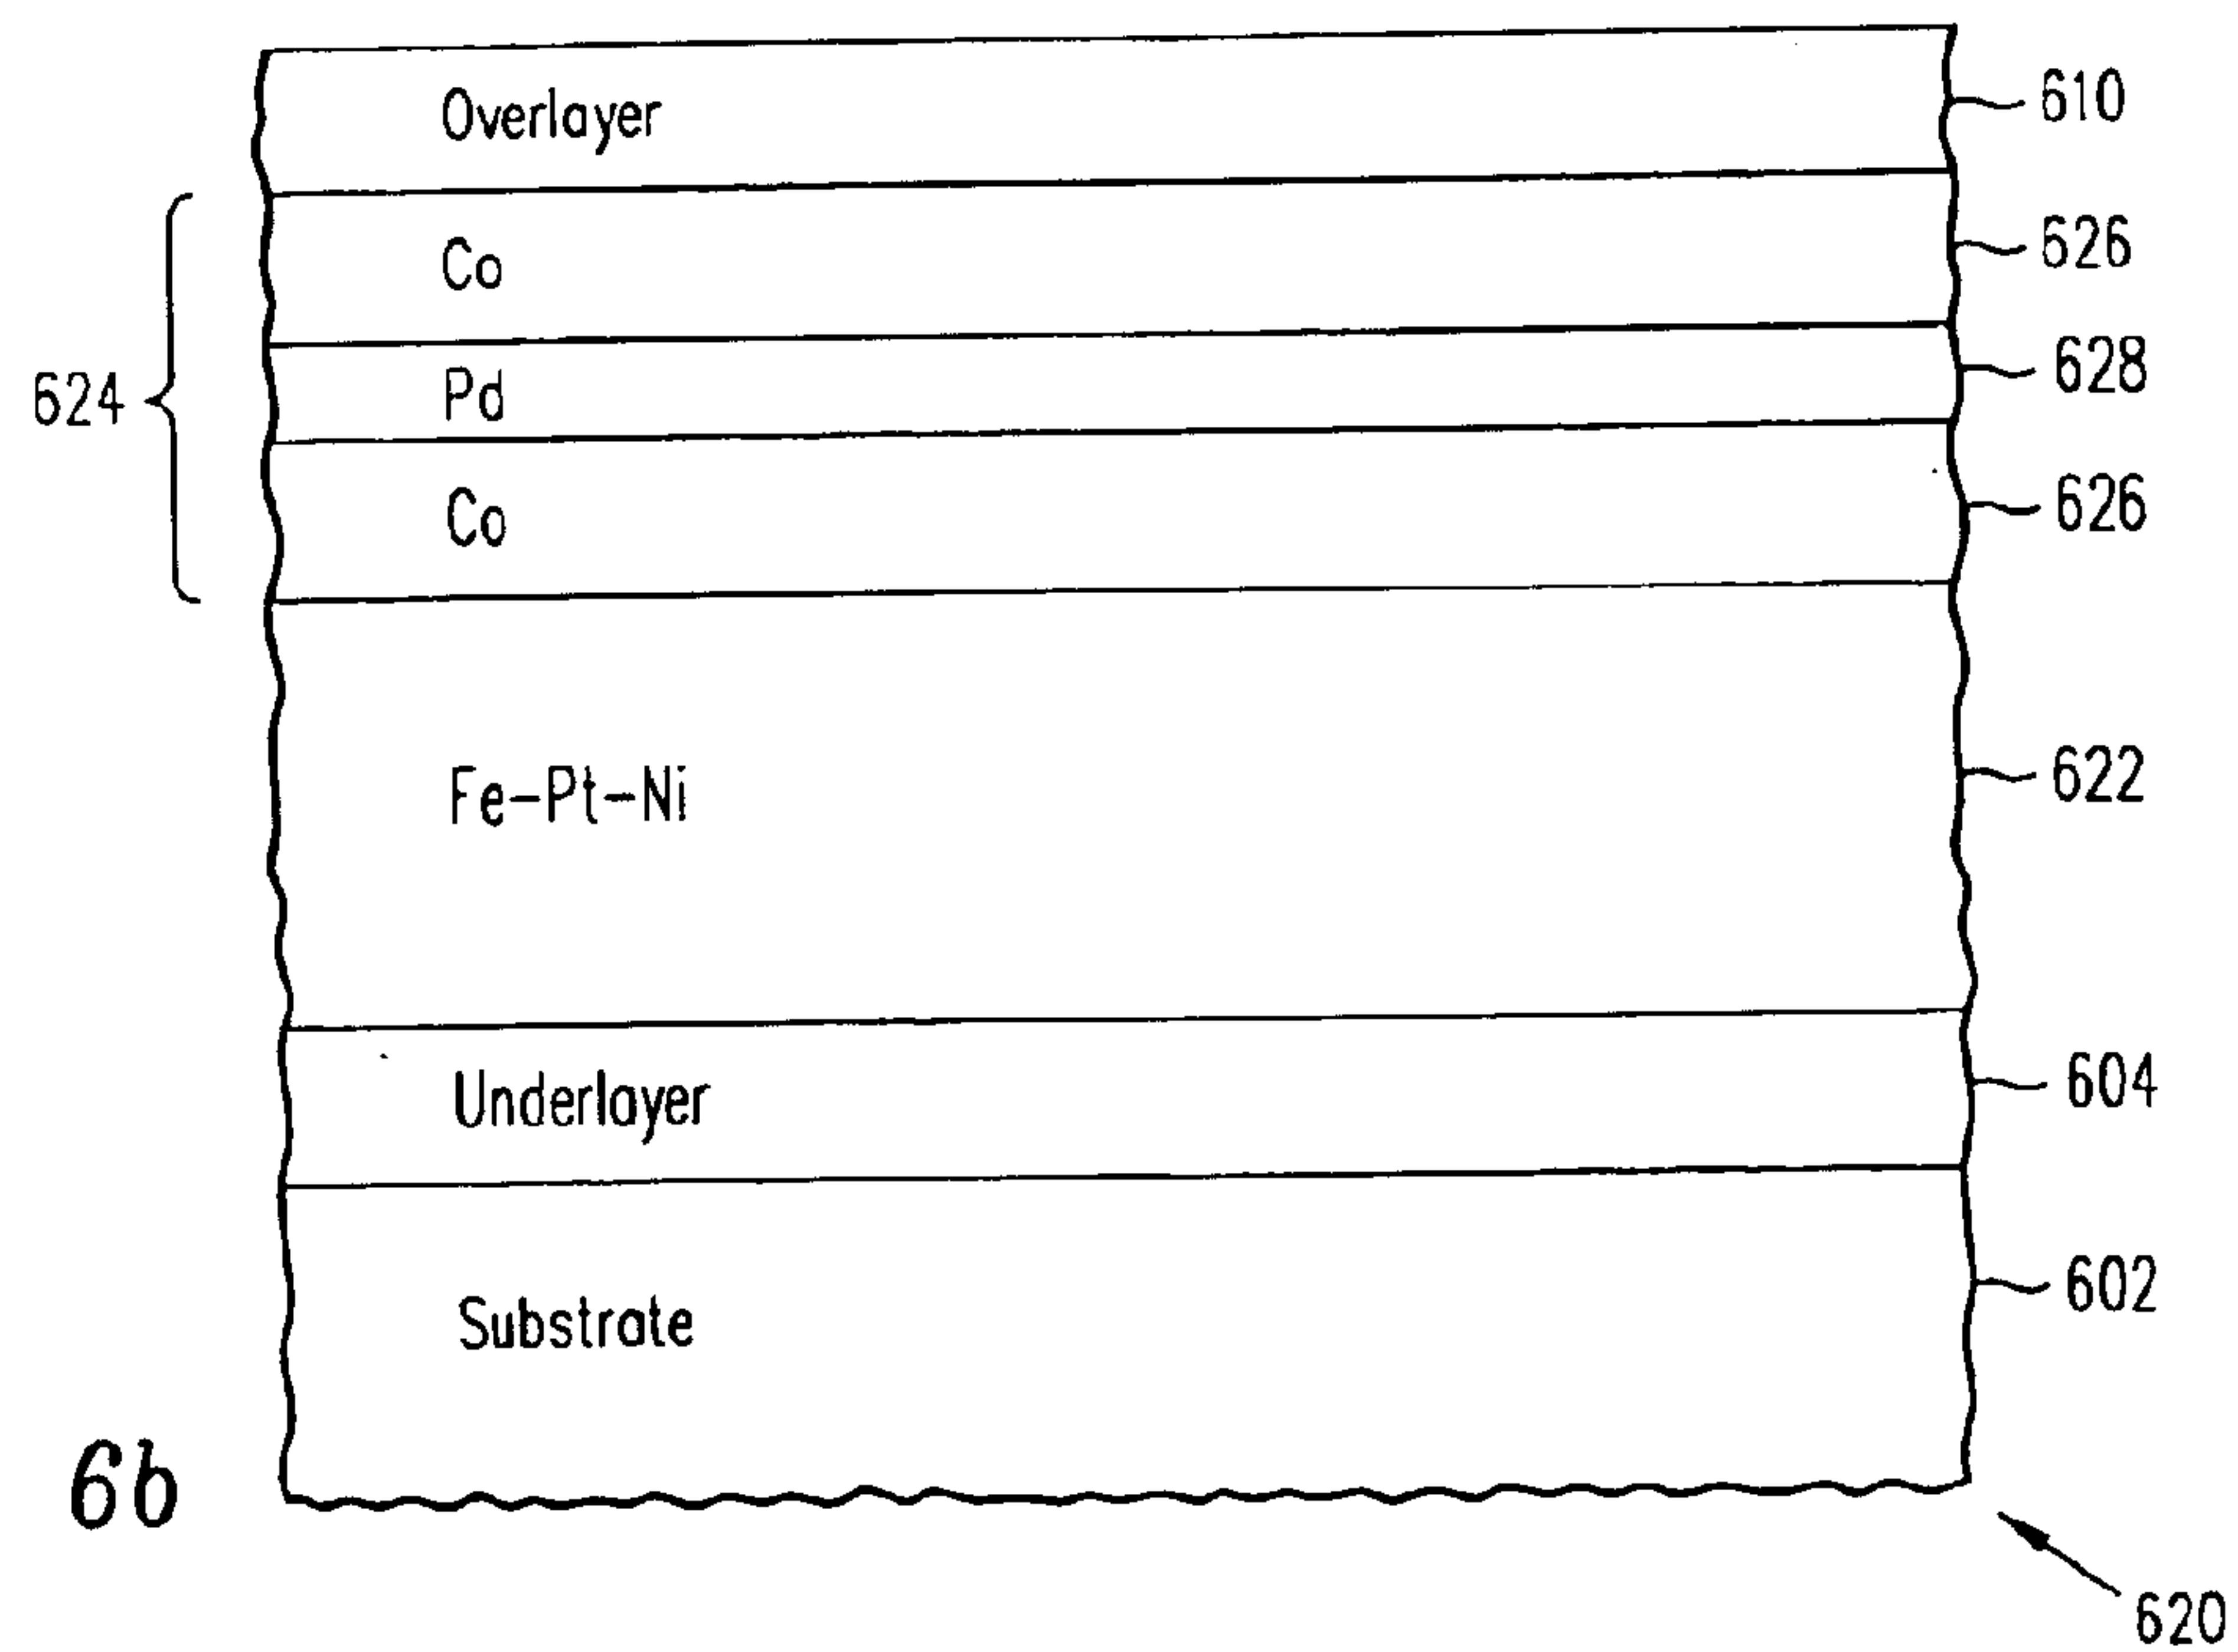 Overlayer 610
Co 626
Pd 628
624
Co 626
Fe-Pt-Ni 622
Underlayer 604
Substrate 602
6b
620